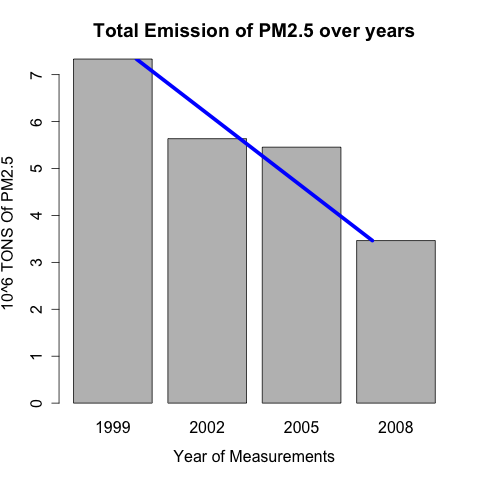 Total Emission of PM2.5 over years
10^6 TONS Of PM2.5
7
6
5
4
3
2
1
0
1999 2002 2005 2008
Year of Measurements